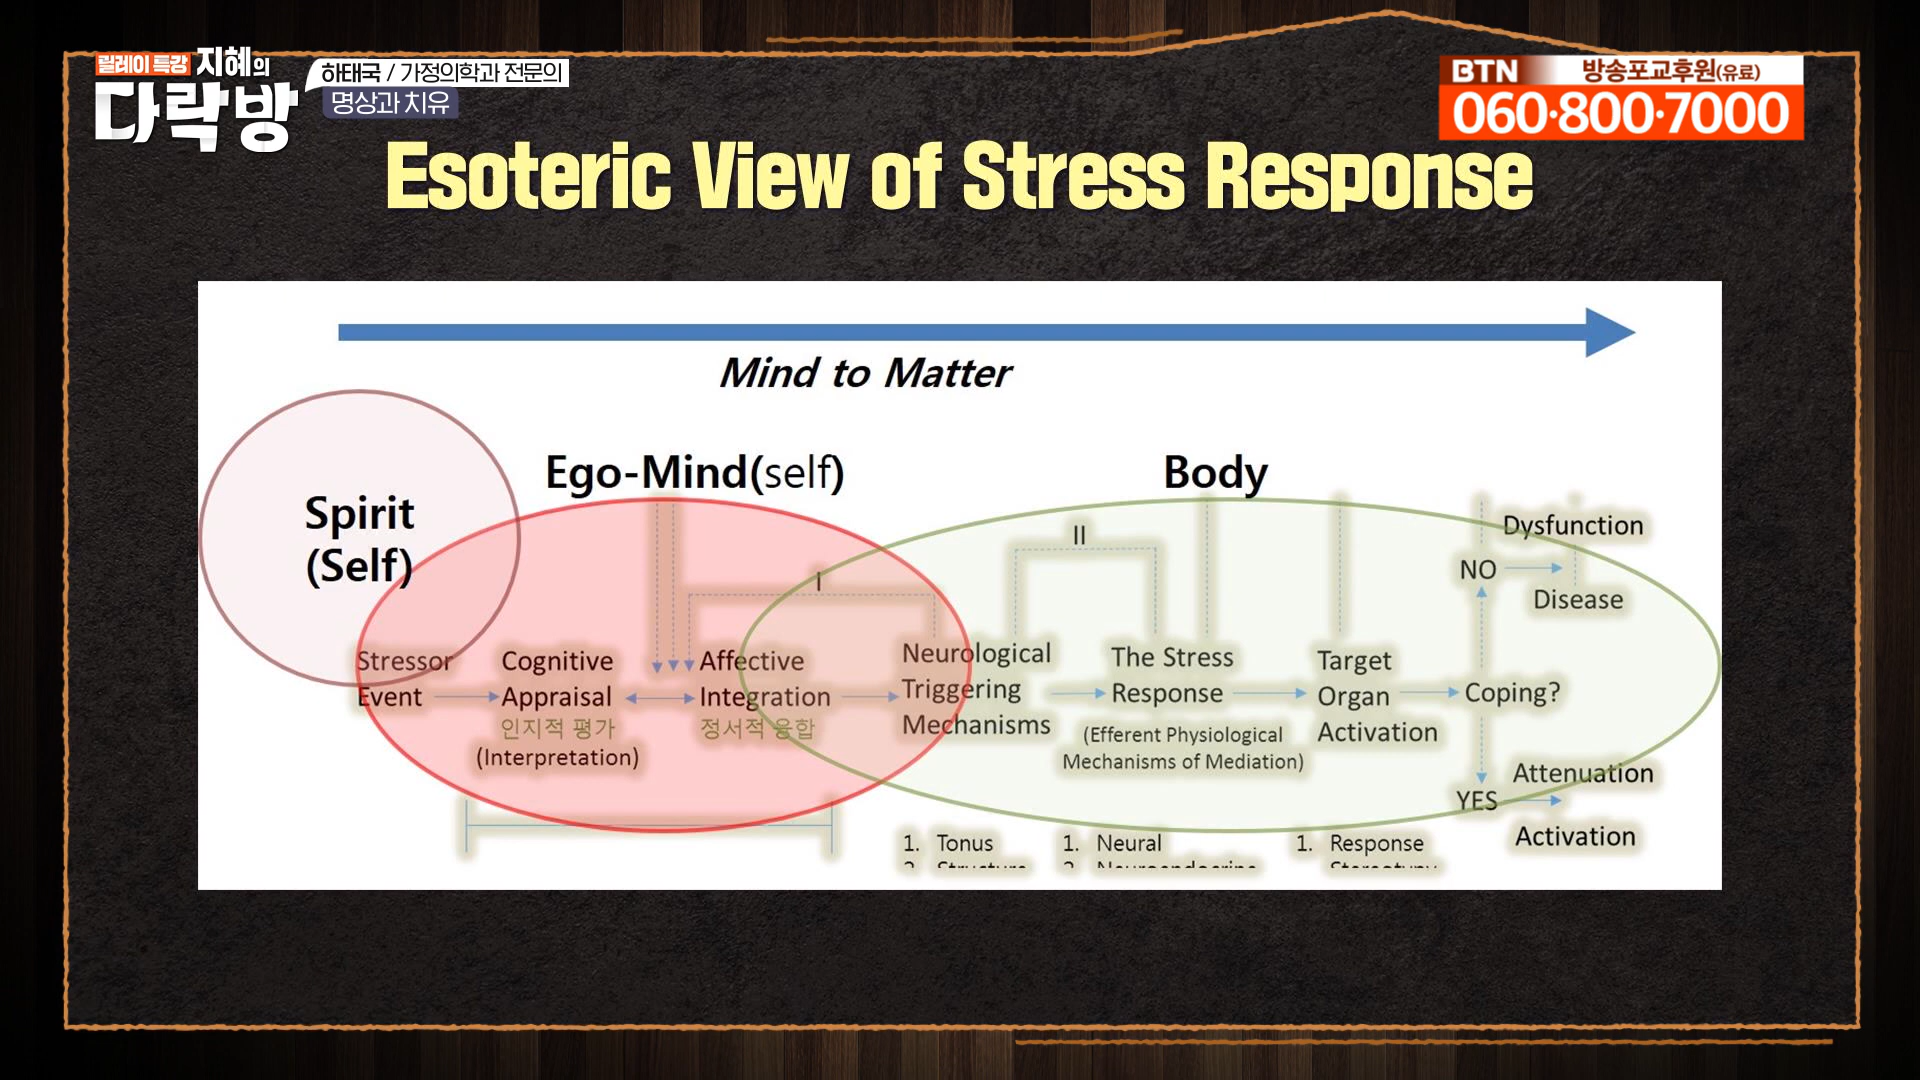 릴레이 특강 지혜의
다락방
하태국 / 가정의학과 전문의
명상과 치유
BTN 방송포교후원(유료)
060·800·7000
Esoteric View of Stress Response
Mind to Matter
Spirit
(Self)
Ego-Mind(self)
Body
I
II
Stressor
Event
Cognitive
Appraisal
인지적 평가
(Interpretation)
Affective
Integration
정서적 융합
Neurological
Triggering
Mechanisms
The Stress
Response
(Efferent Physiological
Mechanisms of Mediation)
Target
Organ
Activation
Coping?
NO
Dysfunction
Disease
YES
Attenuation
Activation
1. Tonus
2. Structure
1. Neural
2. Neuroendocrine
1. Response
Stereotypy